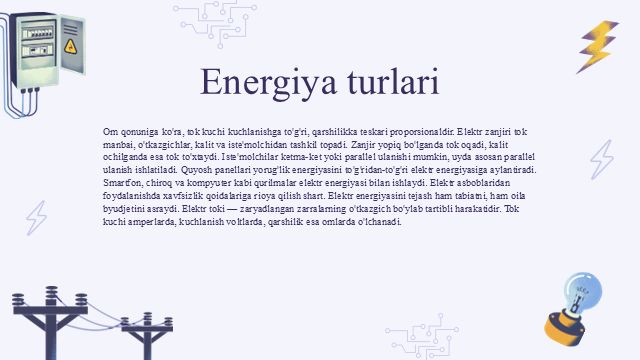 Energiya turlari
Om qonuniga ko'ra, tok kuchi kuchlanishga to'g'ri, qarshilikka teskari proporsionaldir. Elektr zanjiri tok
manbai, o'tkazgichlar, kalit va iste'molchidan tashkil topadi. Zanjir yopiq bo'lganda tok oqadi, kalit
ochilganda esa tok to'xtaydi. Iste'molchilar ketma-ket yoki parallel ulanishi mumkin, uyda asosan parallel
ulanish ishlatiladi. Quyosh panellari yorug'lik energiyasini to'g'ridan-to'g'ri elektr energiyasiga aylantiradi.
Smartfon, chiroq va kompyuter kabi qurilmalar elektr energiyasi bilan ishlaydi. Elektr asboblaridan
foydalanishda xavfsizlik qoidalariga rioya qilish shart. Elektr energiyasini tejash ham tabiatni, ham oila
byudjetini asraydi. Elektr toki — zaryadlangan zarralarning o'tkazgich bo'ylab tartibli harakatidir. Tok
kuchi amperlarda, kuchlanish voltlarda, qarshilik esa omlarda o'lchanadi.